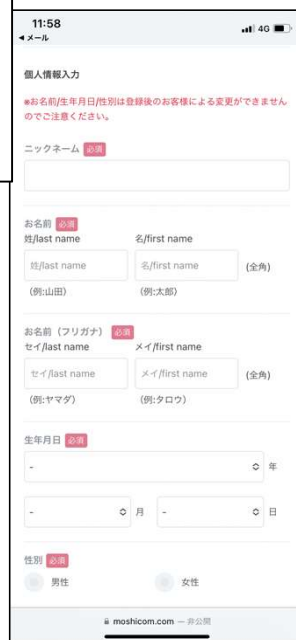 11:58
4G
◀ メール
個人情報入力
※お名前/生年月日/性別は登録後のお客様による変更ができません
のでご注意ください。
ニックネーム 必須
お名前 必須
姓/last name 名/first name
姓/last name 名/first name (全角)
(例:山田) (例:太郎)
お名前（フリガナ） 必須
セイ/last name メイ/first name
セイ/last name メイ/first name (全角)
(例:ヤマダ) (例:タロウ)
生年月日 必須
- 年
- 月 - 日
性別 必須
男性 女性
moshicom.com — 非公開